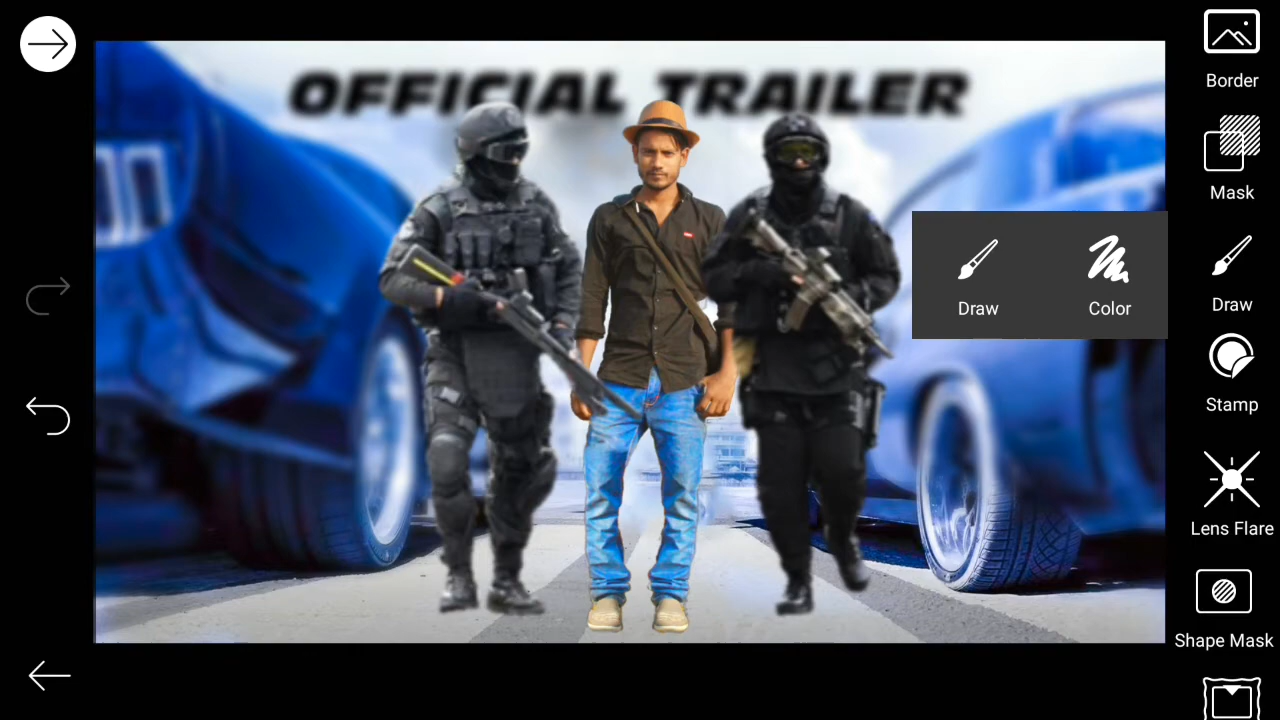 OFFICIAL TRAILER
Border
Mask
Draw
Color
Draw
Stamp
Lens Flare
Shape Mask